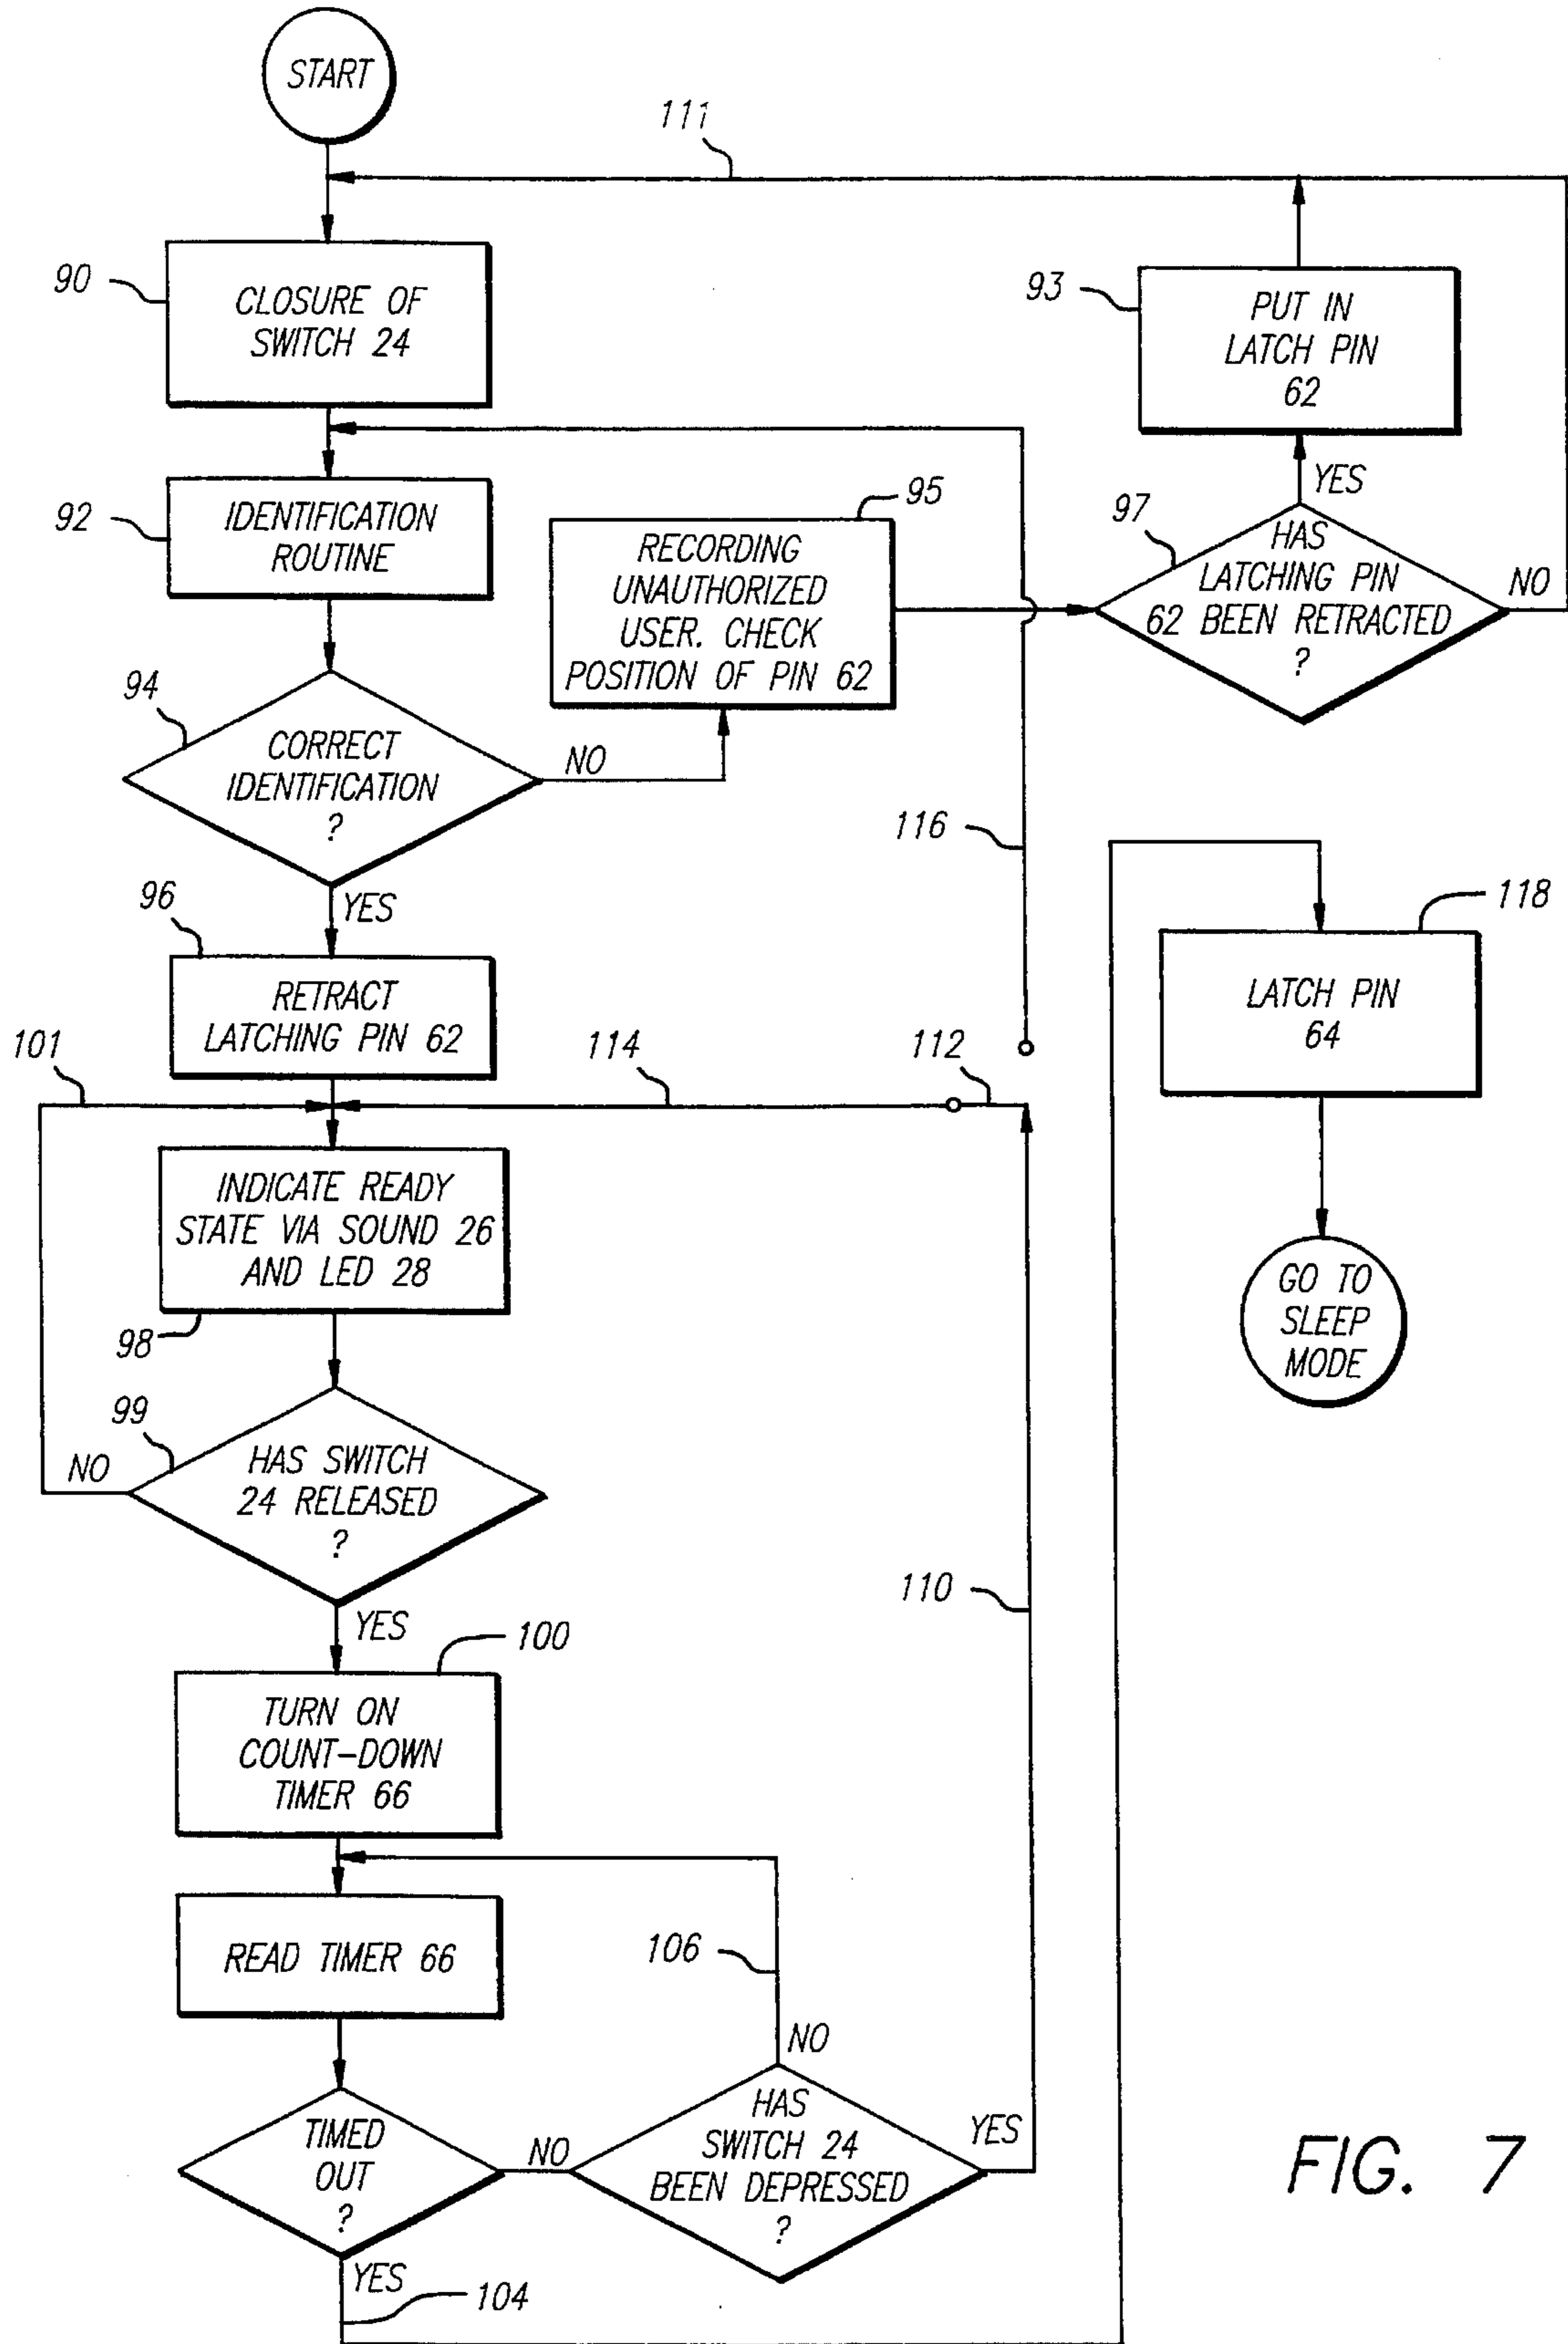 START
111
90
CLOSURE OF
SWITCH 24
93
PUT IN
LATCH PIN
62
YES
92
IDENTIFICATION
ROUTINE
95
RECORDING
UNAUTHORIZED
USER. CHECK
POSITION OF PIN 62
97
HAS
LATCHING PIN
62 BEEN RETRACTED
?
NO
94
CORRECT
IDENTIFICATION
?
NO
YES
116
96
RETRACT
LATCHING PIN 62
118
LATCH PIN
64
101
114
112
INDICATE READY
STATE VIA SOUND 26
AND LED 28
98
GO TO
SLEEP
MODE
99
HAS SWITCH
24 RELEASED
?
NO
YES
110
100
TURN ON
COUNT-DOWN
TIMER 66
READ TIMER 66
106
NO
TIMED
OUT
?
NO
HAS
SWITCH 24
BEEN DEPRESSED
?
YES
YES
104
FIG. 7